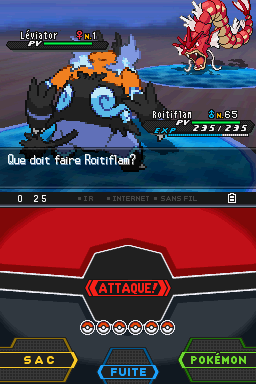 Léviator ♀ N.1
PV
Roitiflam ♂ N.65
PV
EXP 235/235
Que doit faire Roitiflam?
0 25 IR INTERNET SANS FIL
ATTAQUE!
SAC
FUITE
POKÉMON